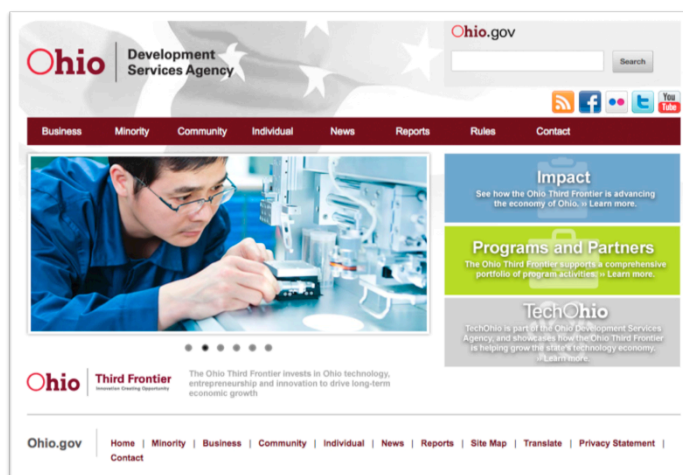 Ohio
Development
Services Agency
Ohio.gov
Search
You
Tube
Business Minority Community Individual News Reports Rules Contact
Impact
See how the Ohio Third Frontier is advancing
the economy of Ohio. » Learn more.
Programs and Partners
The Ohio Third Frontier supports a comprehensive
portfolio of program activities. » Learn more.
TechOhio
TechOhio is part of the Ohio Development Services
Agency, and showcases how the Ohio Third Frontier
is helping grow the state's technology economy.
» Learn more.
Ohio
Third Frontier
Innovation Creating Opportunity
The Ohio Third Frontier invests in Ohio technology,
entrepreneurship and innovation to drive long-term
economic growth
Ohio.gov
Home | Minority | Business | Community | Individual | News | Reports | Site Map | Translate | Privacy Statement |
Contact